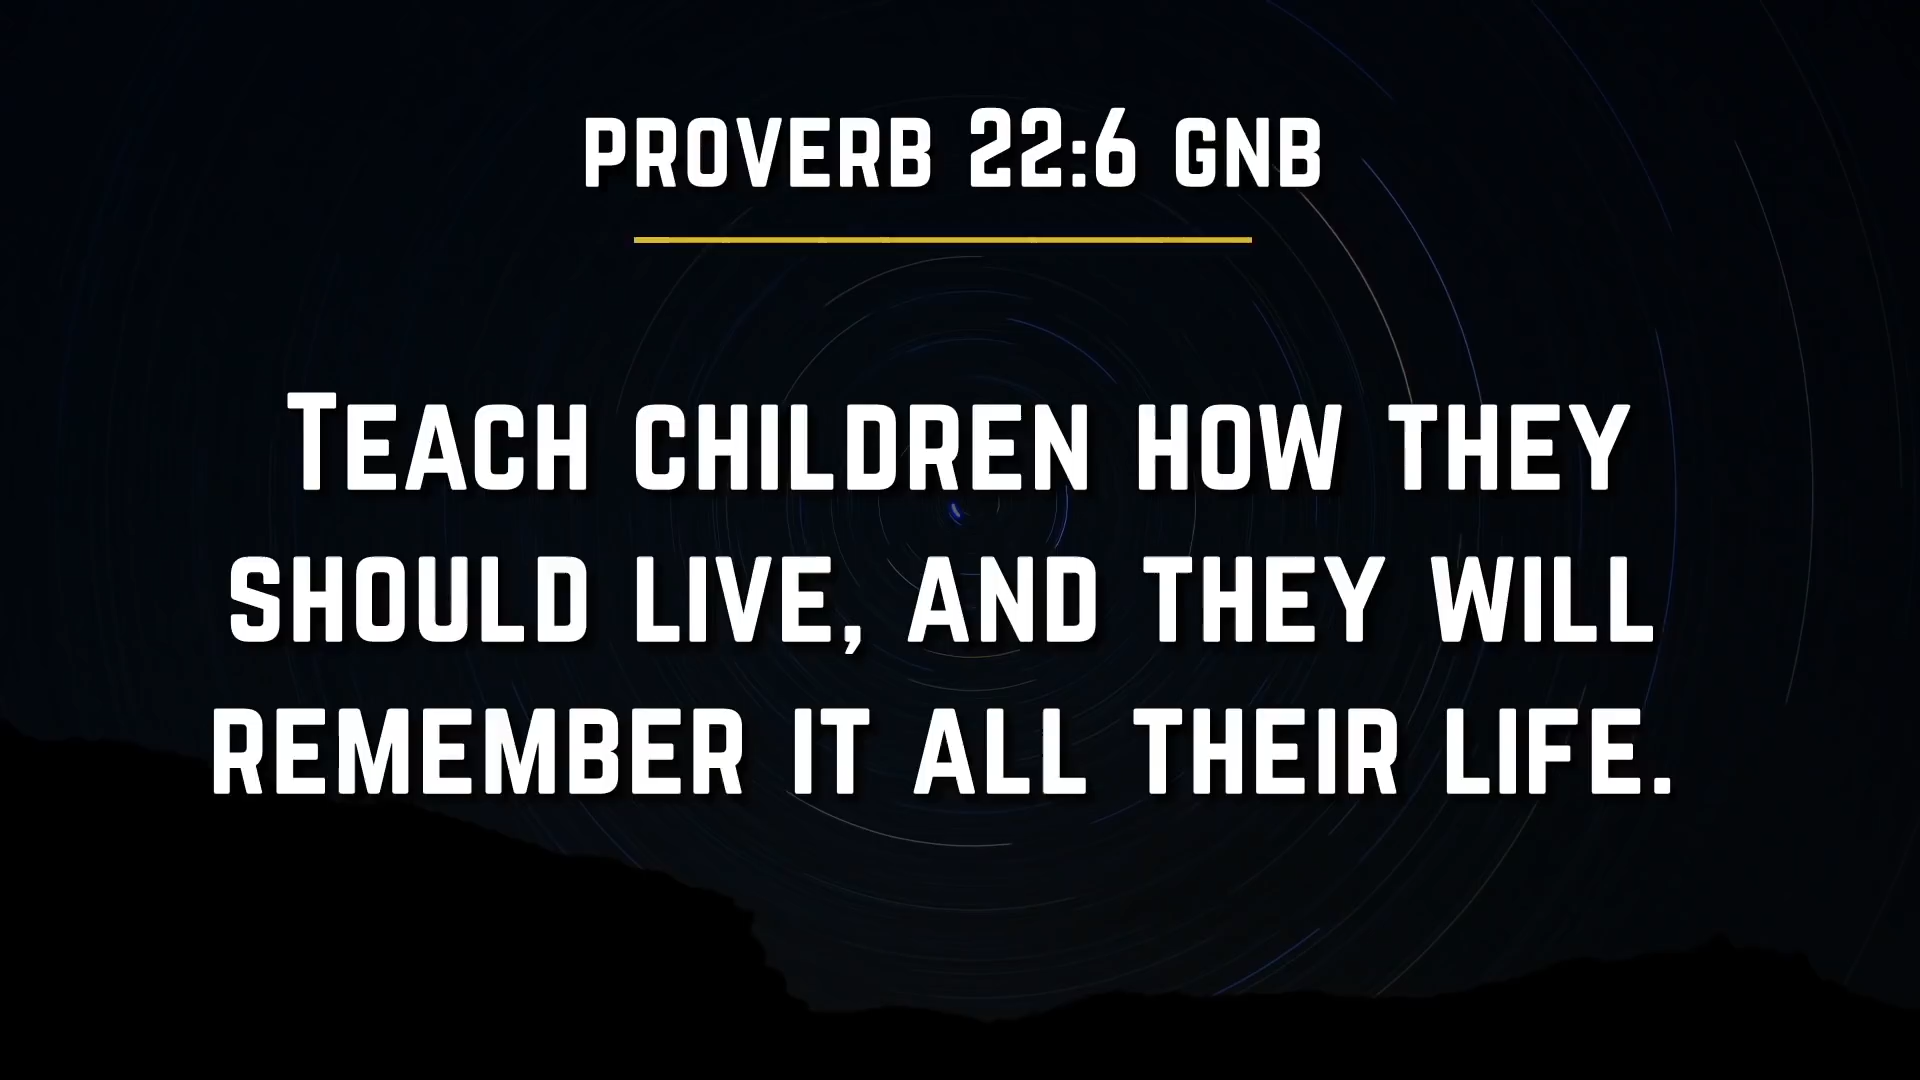 PROVERB 22:6 GNB
TEACH CHILDREN HOW THEY
SHOULD LIVE, AND THEY WILL
REMEMBER IT ALL THEIR LIFE.